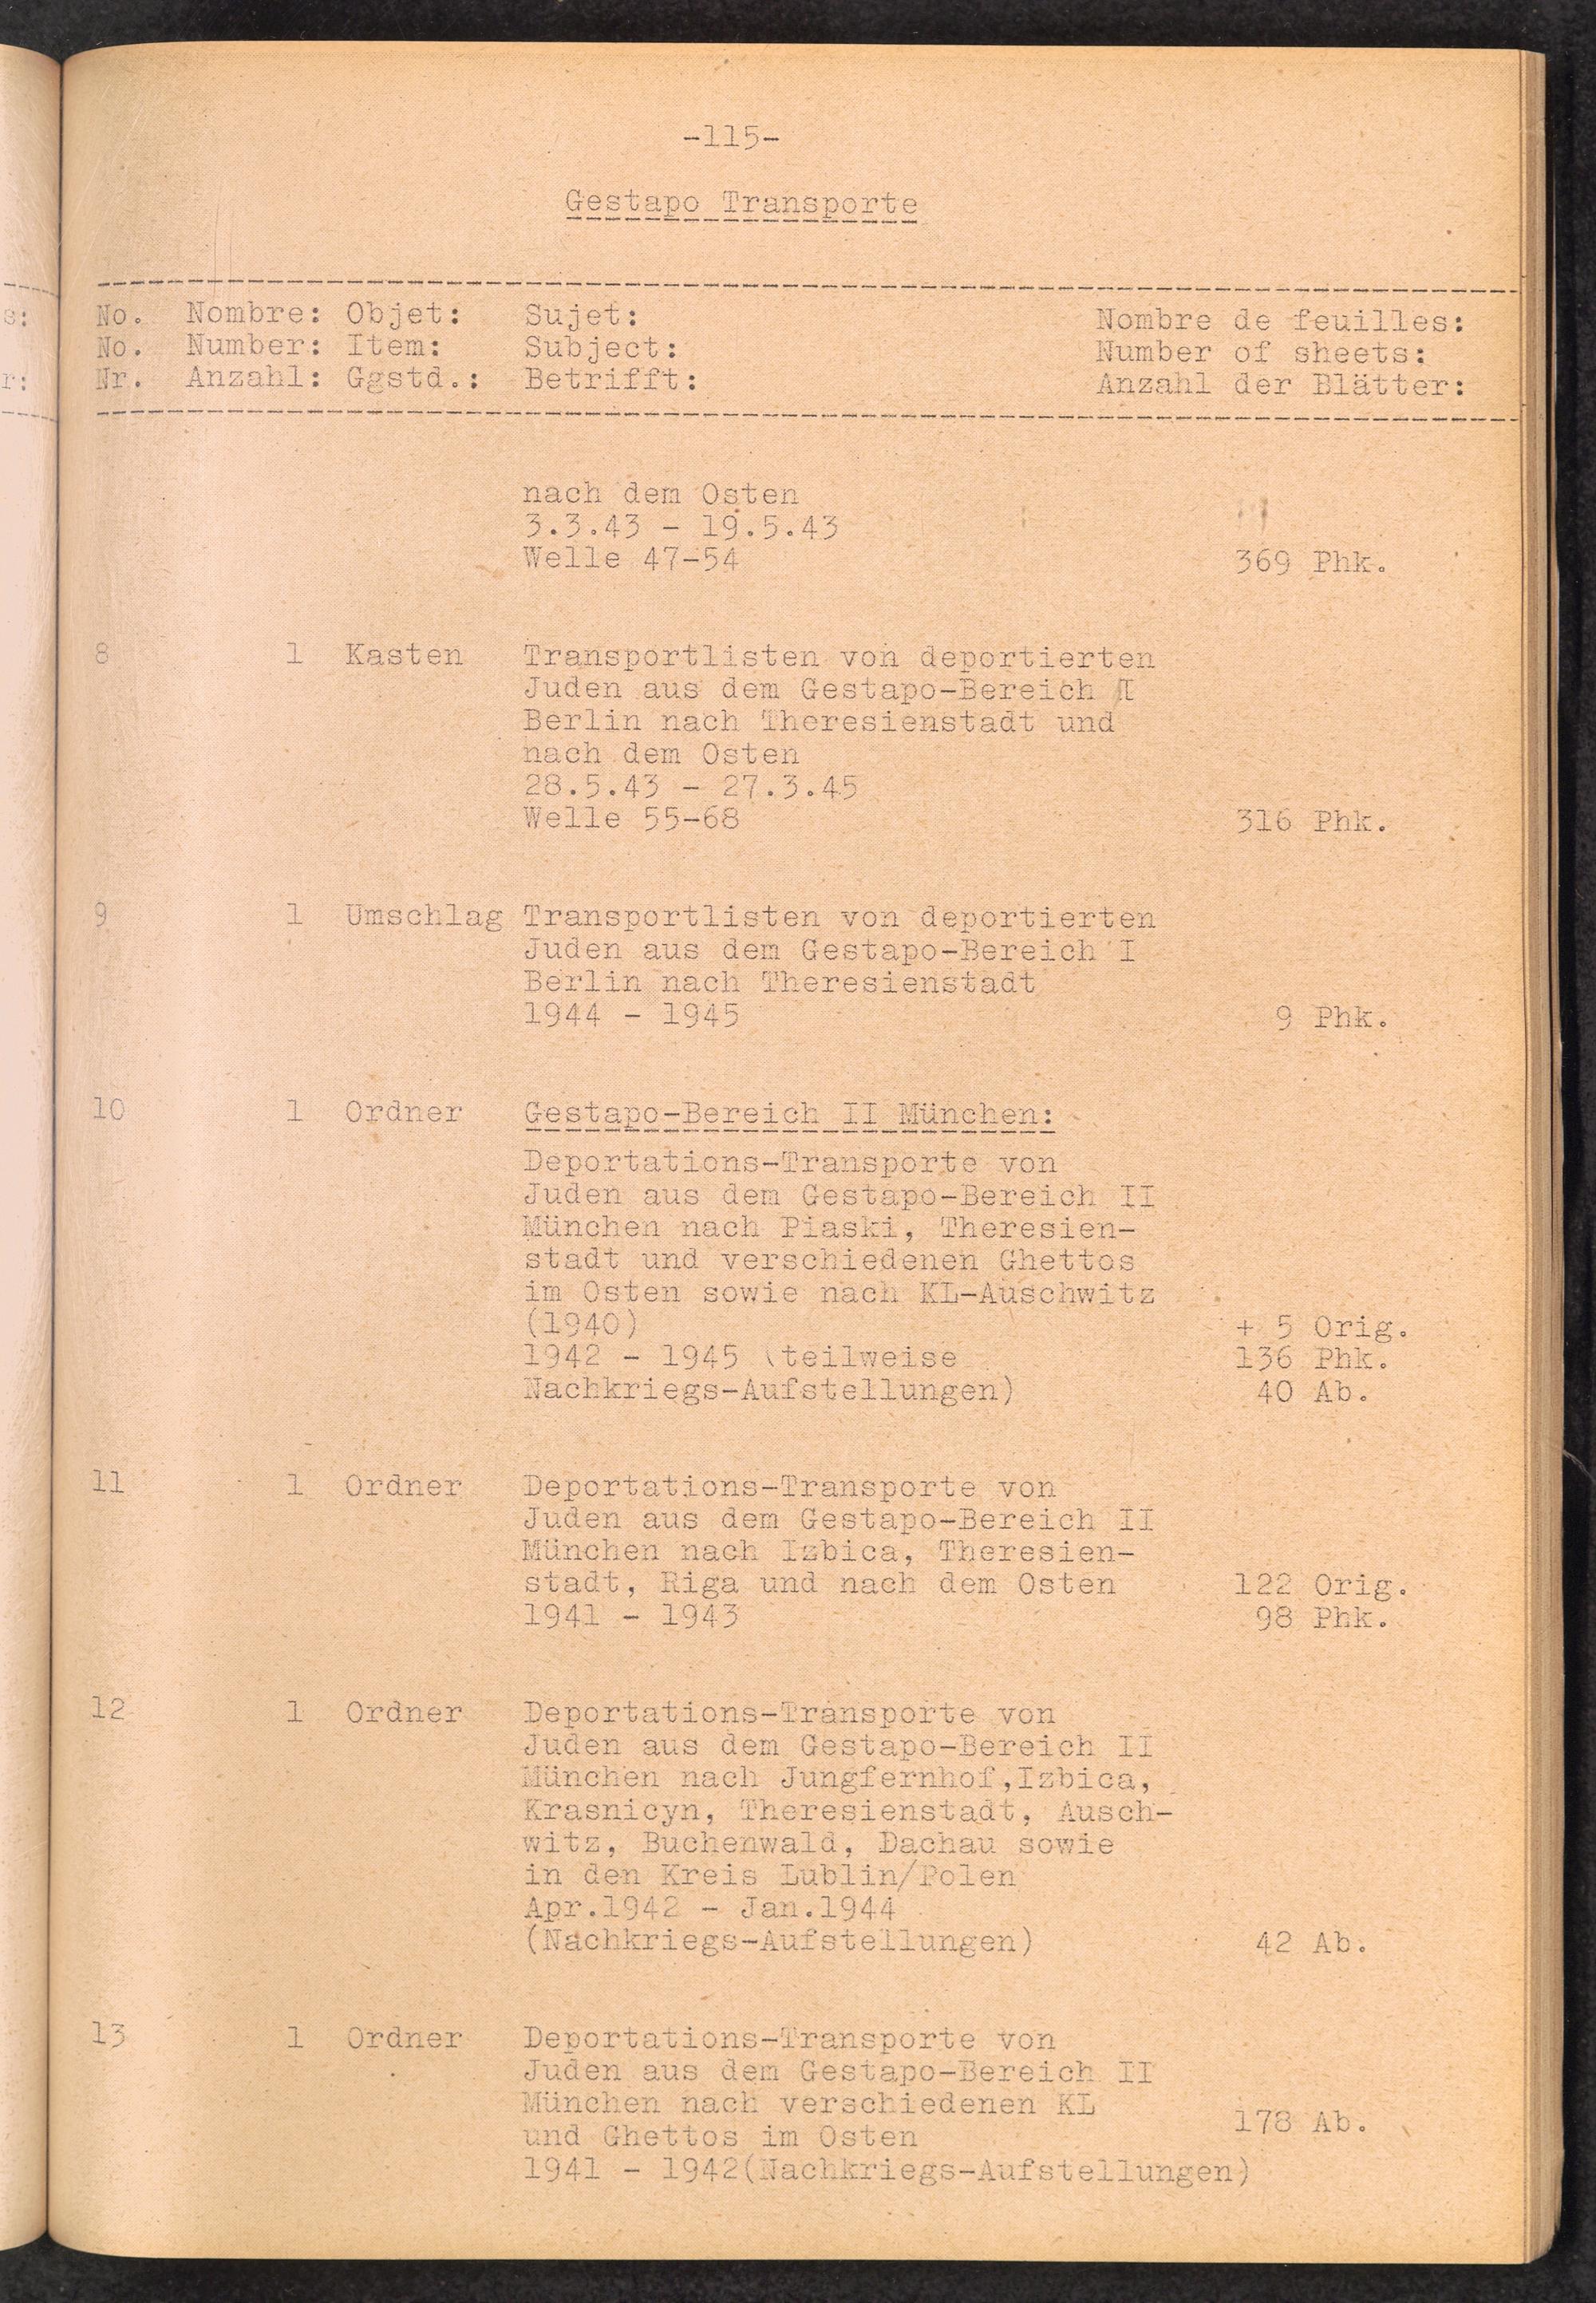 -115-
Gestapo Transporte
No. Nombre: Objet: Sujet: Nombre de feuilles:
No. Number: Item: Subject: Number of sheets:
Nr. Anzahl: Ggstd.: Betrifft: Anzahl der Blätter:
s:
r:
nach dem Osten
3.3.43 - 19.5.43
Welle 47-54 369 Phk.
8 1 Kasten Transportlisten von deportierten
Juden aus dem Gestapo-Bereich I
Berlin nach Theresienstadt und
nach dem Osten
28.5.43 - 27.3.45
Welle 55-68 316 Phk.
9 1 Umschlag Transportlisten von deportierten
Juden aus dem Gestapo-Bereich I
Berlin nach Theresienstadt
1944 - 1945 9 Phk.
10 1 Ordner Gestapo-Bereich II München:
Deportations-Transporte von
Juden aus dem Gestapo-Bereich II
München nach Piaski, Theresien-
stadt und verschiedenen Ghettos
im Osten sowie nach KL-Auschwitz
(1940) + 5 Orig.
1942 - 1945 (teilweise 136 Phk.
Nachkriegs-Aufstellungen) 40 Ab.
11 1 Ordner Deportations-Transporte von
Juden aus dem Gestapo-Bereich II
München nach Izbica, Theresien-
stadt, Riga und nach dem Osten 122 Orig.
1941 - 1943 98 Phk.
12 1 Ordner Deportations-Transporte von
Juden aus dem Gestapo-Bereich II
München nach Jungfernhof,Izbica,
Krasnicyn, Theresienstadt, Ausch-
witz, Buchenwald, Dachau sowie
in den Kreis Lublin/Polen
Apr.1942 - Jan.1944
(Nachkriegs-Aufstellungen) 42 Ab.
13 1 Ordner Deportations-Transporte von
Juden aus dem Gestapo-Bereich II
München nach verschiedenen KL
und Ghettos im Osten 178 Ab.
1941 - 1942(Nachkriegs-Aufstellungen)